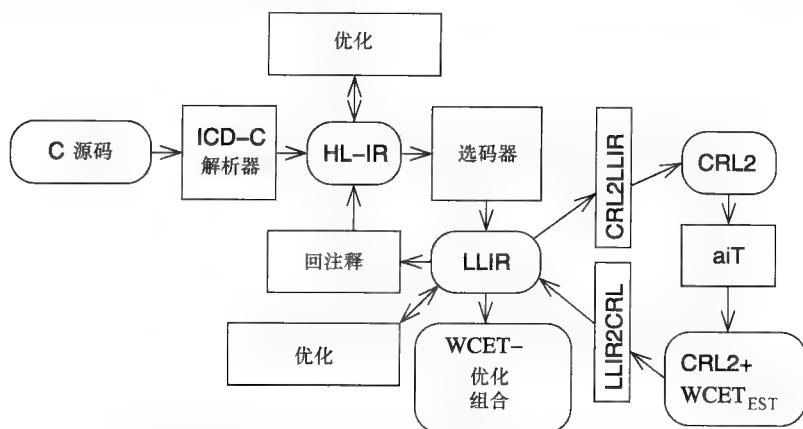 优化
C 源码
ICD-C
解析器
HL-IR
选码器
CRL2LLIR
CRL2
回注释
LLIR
aiT
优化
WCET-
优化
组合
LLIR2CRL
CRL2+
WCET_EST